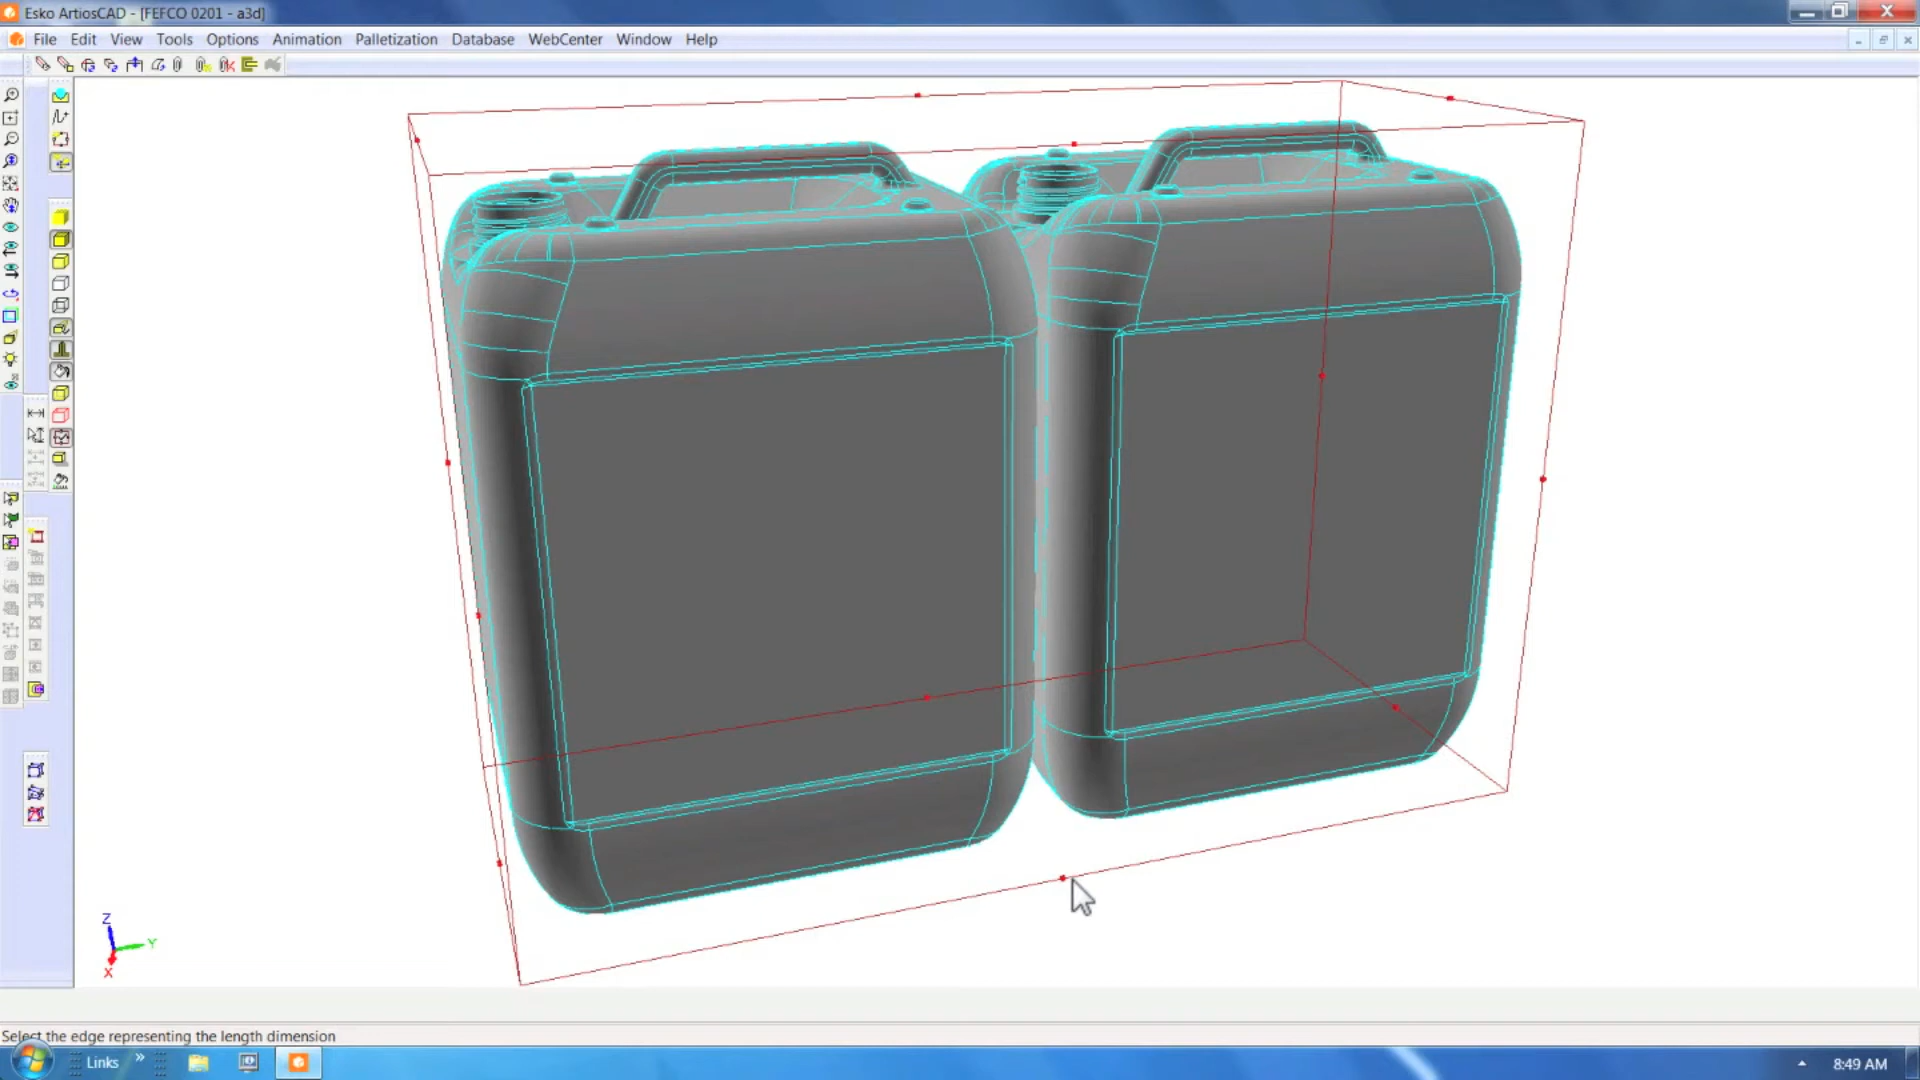 Esko ArtiosCAD - [FEFCO 0201 - a3d]
File Edit View Tools Options Animation Palletization Database WebCenter Window Help
Z
Y
X
Select the edge representing the length dimension
Links » 8:49 AM